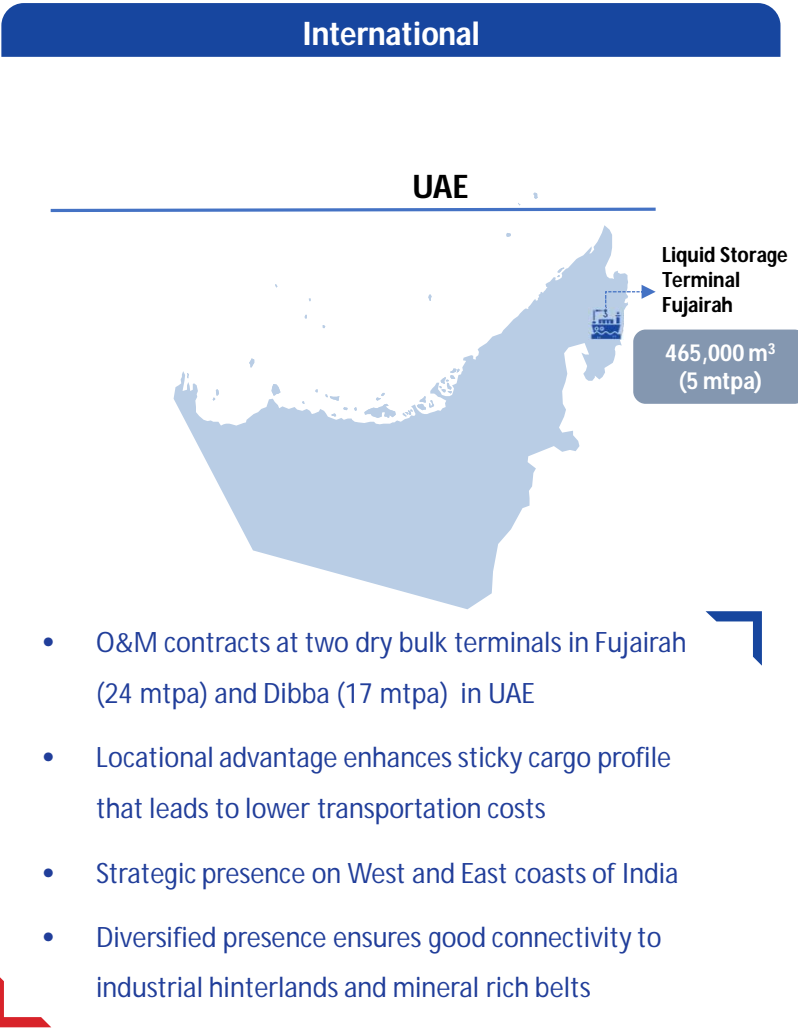 International
UAE
Liquid Storage
Terminal
Fujairah
465,000 m³
(5 mtpa)
• O&M contracts at two dry bulk terminals in Fujairah
(24 mtpa) and Dibba (17 mtpa) in UAE
• Locational advantage enhances sticky cargo profile
that leads to lower transportation costs
• Strategic presence on West and East coasts of India
• Diversified presence ensures good connectivity to
industrial hinterlands and mineral rich belts